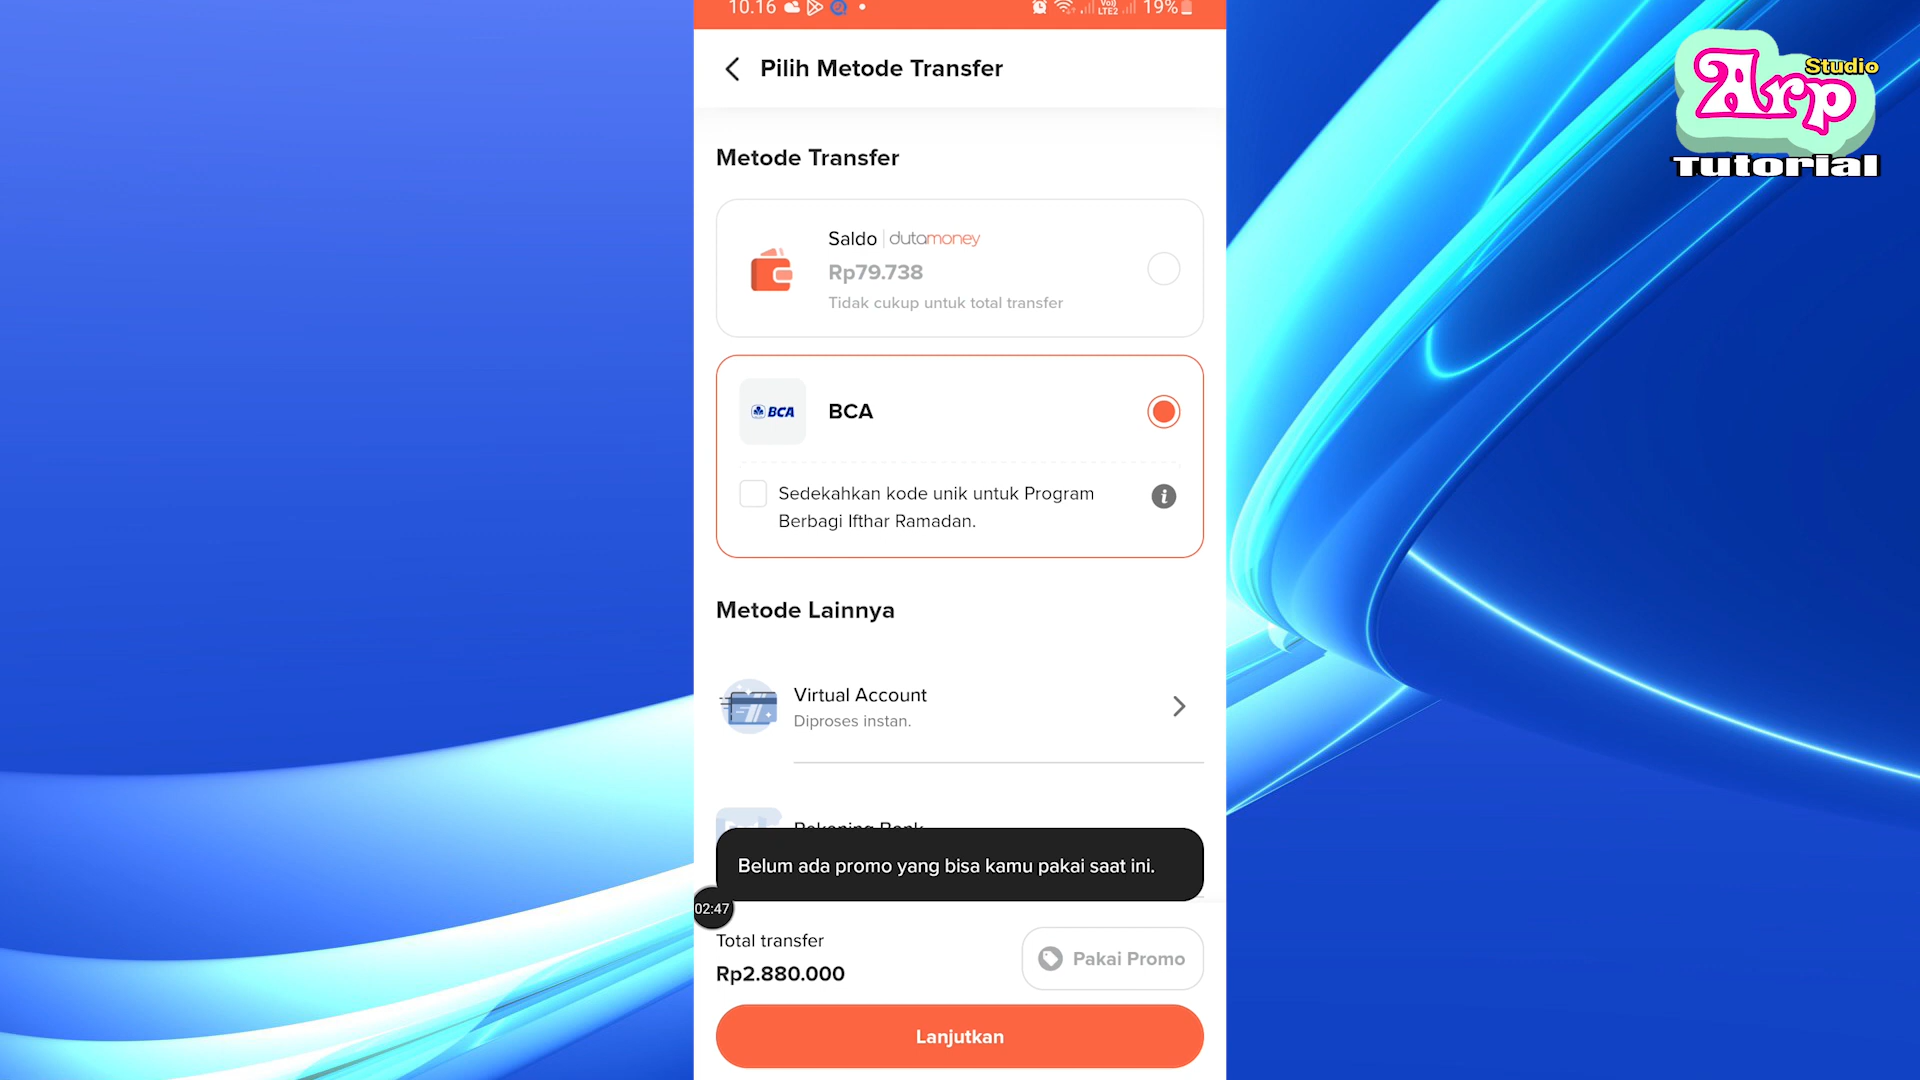 10.16
Vo))
LTE2
19%
Studio
Arp
Tutorial
Pilih Metode Transfer
Metode Transfer
Saldo | dutamoney
Rp79.738
Tidak cukup untuk total transfer
BCA
BCA
Sedekahkan kode unik untuk Program
Berbagi Ifthar Ramadan.
Metode Lainnya
Virtual Account
Diproses instan.
Rekening Bank
Belum ada promo yang bisa kamu pakai saat ini.
02:47
Total transfer
Rp2.880.000
Pakai Promo
Lanjutkan